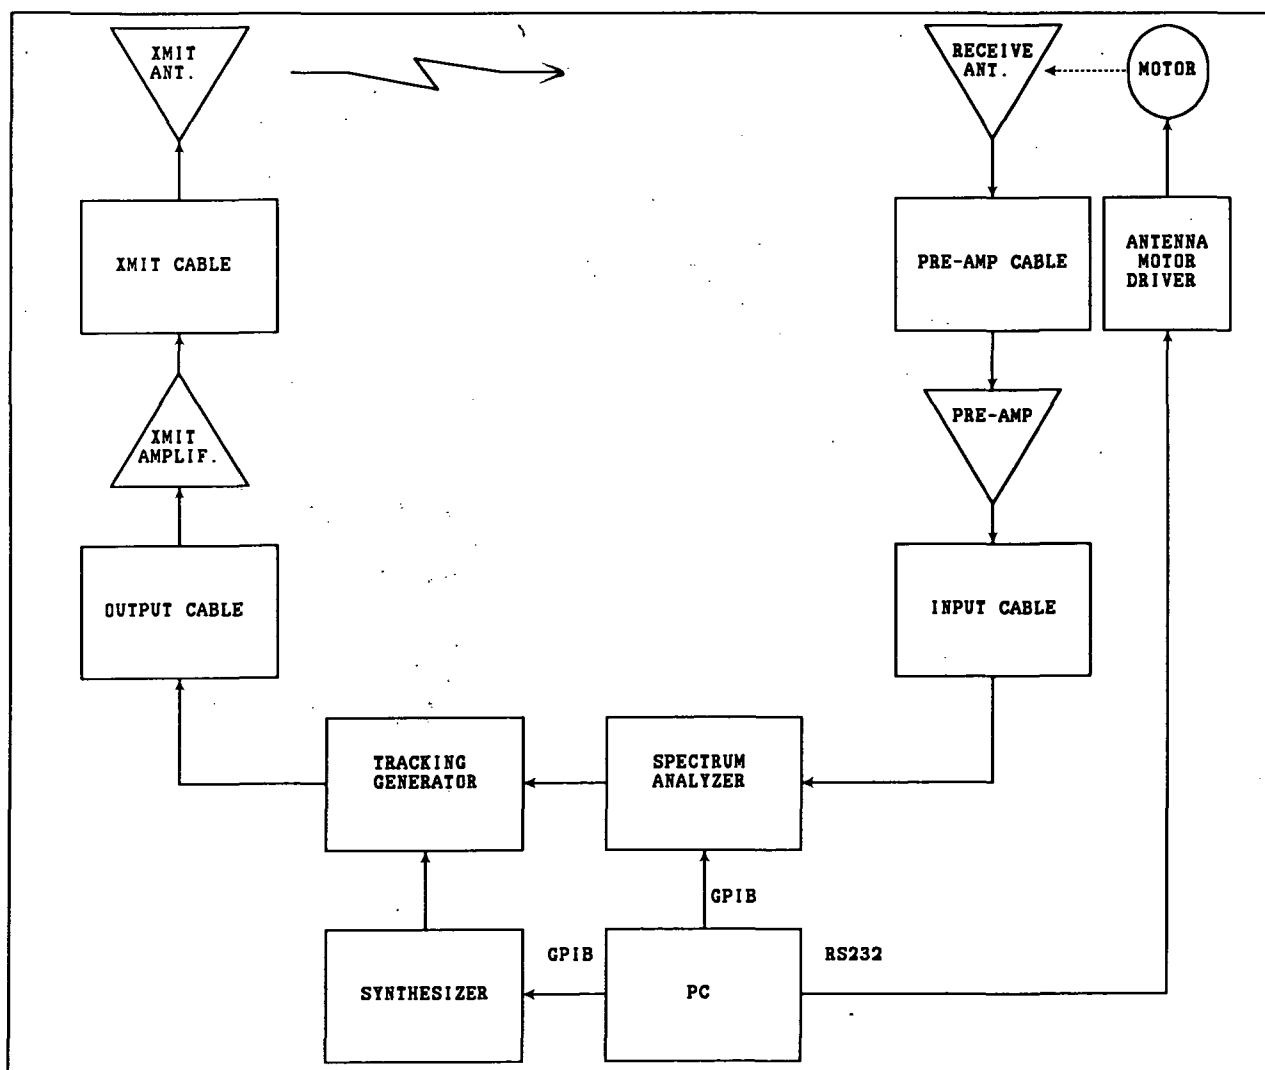 XMIT
ANT.
RECEIVE
ANT.
MOTOR
XMIT CABLE
PRE-AMP CABLE
ANTENNA
MOTOR
DRIVER
XMIT
AMPLIF.
PRE-AMP
OUTPUT CABLE
INPUT CABLE
TRACKING
GENERATOR
SPECTRUM
ANALYZER
GPIB
GPIB
RS232
SYNTHESIZER
PC